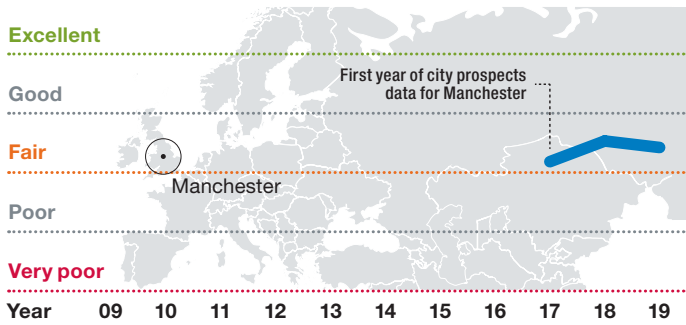 Excellent
First year of city prospects
data for Manchester
Good
Fair
Manchester
Poor
Very poor
Year 09 10 11 12 13 14 15 16 17 18 19